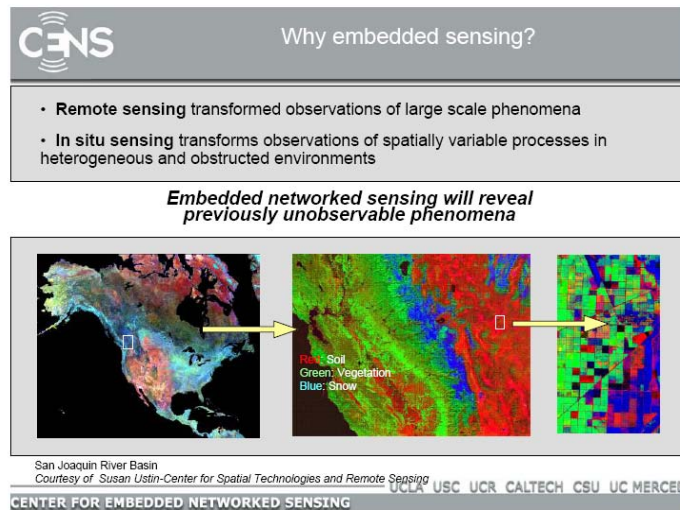 CENS
Why embedded sensing?
• Remote sensing transformed observations of large scale phenomena
• In situ sensing transforms observations of spatially variable processes in
heterogeneous and obstructed environments
Embedded networked sensing will reveal
previously unobservable phenomena
Red: Soil
Green: Vegetation
Blue: Snow
San Joaquin River Basin
Courtesy of Susan Ustin-Center for Spatial Technologies and Remote Sensing
UCLA USC UCR CALTECH CSU UC MERCED
CENTER FOR EMBEDDED NETWORKED SENSING